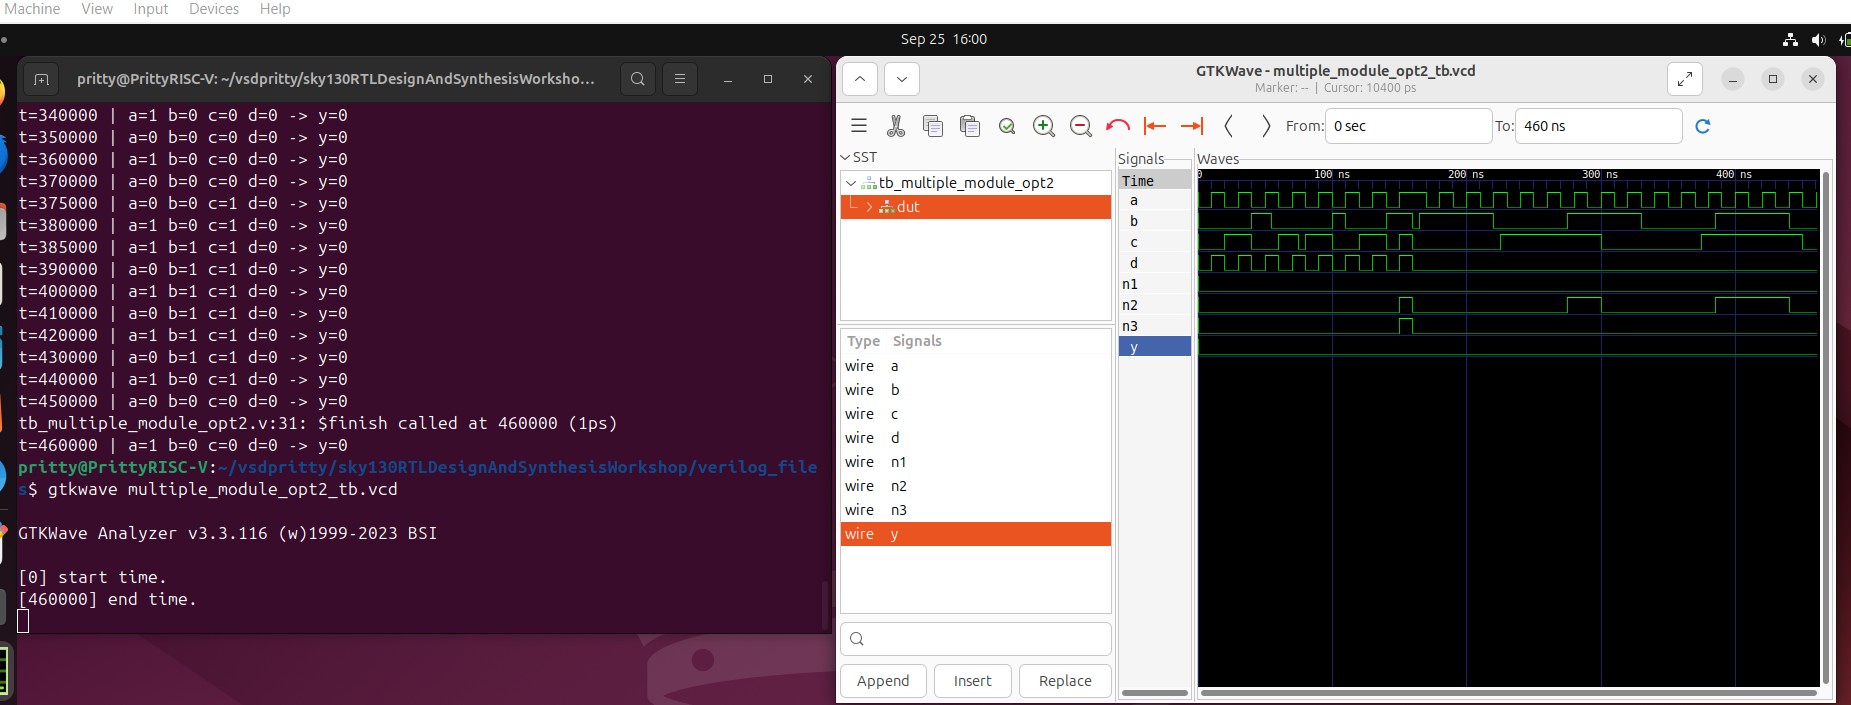 Machine View Input Devices Help
Sep 25 16:00
pritty@PrittyRISC-V: ~/vsdpritty/sky130RTLDesignAndSynthesisWorksho...
t=340000 | a=1 b=0 c=0 d=0 -> y=0
t=350000 | a=0 b=0 c=0 d=0 -> y=0
t=360000 | a=1 b=0 c=0 d=0 -> y=0
t=370000 | a=0 b=0 c=0 d=0 -> y=0
t=375000 | a=0 b=0 c=1 d=0 -> y=0
t=380000 | a=1 b=0 c=1 d=0 -> y=0
t=385000 | a=1 b=1 c=1 d=0 -> y=0
t=390000 | a=0 b=1 c=1 d=0 -> y=0
t=400000 | a=1 b=1 c=1 d=0 -> y=0
t=410000 | a=0 b=1 c=1 d=0 -> y=0
t=420000 | a=1 b=1 c=1 d=0 -> y=0
t=430000 | a=0 b=1 c=1 d=0 -> y=0
t=440000 | a=1 b=0 c=1 d=0 -> y=0
t=450000 | a=0 b=0 c=0 d=0 -> y=0
tb_multiple_module_opt2.v:31: $finish called at 460000 (1ps)
t=460000 | a=1 b=0 c=0 d=0 -> y=0
pritty@PrittyRISC-V:~/vsdpritty/sky130RTLDesignAndSynthesisWorkshop/verilog_file
s$ gtkwave multiple_module_opt2_tb.vcd
GTKWave Analyzer v3.3.116 (w)1999-2023 BSI
[0] start time.
[460000] end time.
GTKWave - multiple_module_opt2_tb.vcd
Marker: -- | Cursor: 10400 ps
From: 0 sec To: 460 ns
SST
tb_multiple_module_opt2
dut
Type Signals
wire a
wire b
wire c
wire d
wire n1
wire n2
wire n3
wire y
Append Insert Replace
Signals
Time
a
b
c
d
n1
n2
n3
y
Waves
0 100 ns 200 ns 300 ns 400 ns